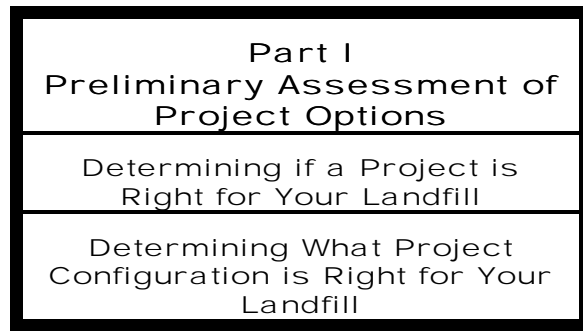 Part I
Preliminary Assessment of
Project Options
Determining if a Project is
Right for Your Landfill
Determining What Project
Configuration is Right for Your
Landfill